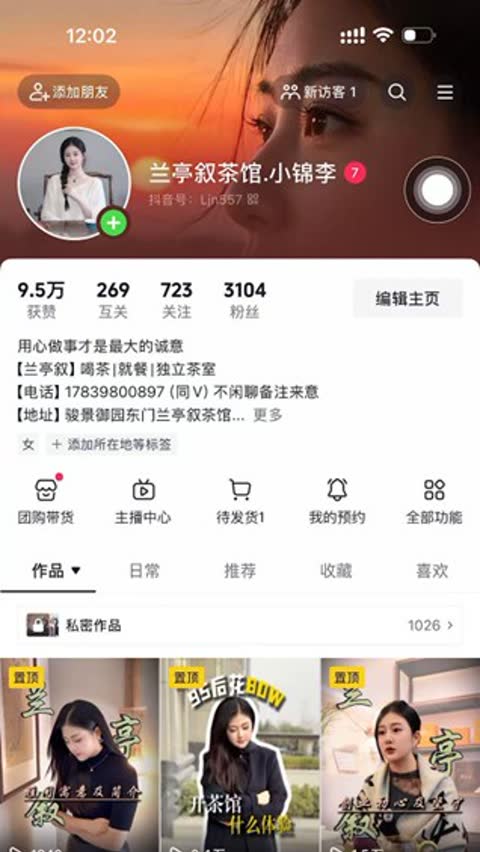 12:02
添加朋友
新访客 1
兰亭叙茶馆.小锦李 7
抖音号: Ljn557
9.5万 269 723 3104
获赞 互关 关注 粉丝
编辑主页
用心做事才是最大的诚意
【兰亭叙】喝茶|就餐|独立茶室
【电话】17839800897 (同V) 不闲聊备注来意
【地址】骏景御园东门兰亭叙茶馆... 更多
女 + 添加所在地等标签
团购带货 主播中心 待发货1 我的预约 全部功能
作品 日常 推荐 收藏 喜欢
私密作品 1026
置顶 置顶 置顶
兰亭叙
95后花80W
开茶馆
什么体验
兰亭叙